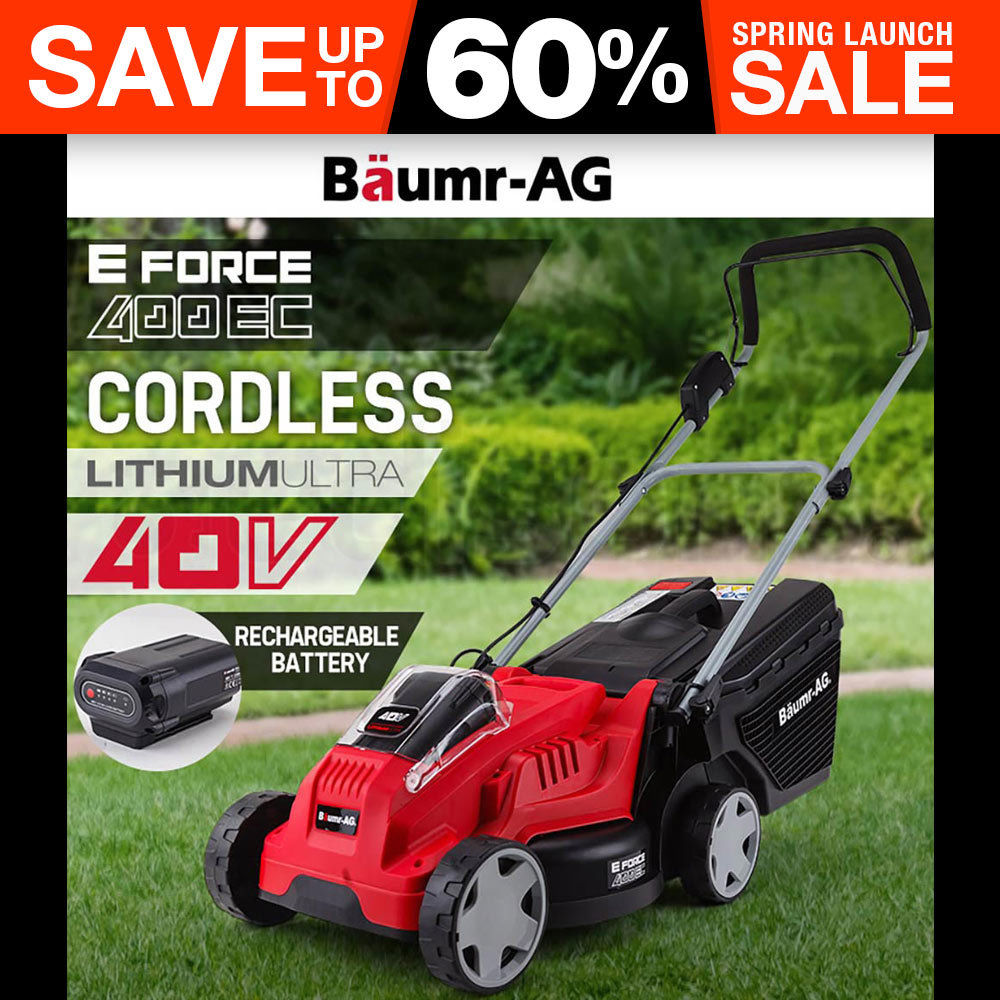 SAVE UP TO 60% SPRING LAUNCH SALE
Bäumr-AG
E FORCE
400EC
CORDLESS
LITHIUMULTRA
40V
RECHARGEABLE
BATTERY
40V
LITHIUM
Bäumr-AG.
Bäumr-AG.
E FORCE
400EC